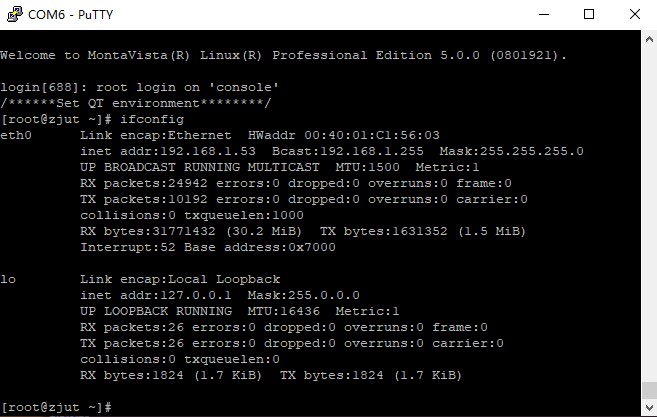 COM6 - PuTTY
Welcome to MontaVista(R) Linux(R) Professional Edition 5.0.0 (0801921).
login[688]: root login on 'console'
/******Set QT environment********/
[root@zjut ~]# ifconfig
eth0      Link encap:Ethernet  HWaddr 00:40:01:C1:56:03
          inet addr:192.168.1.53  Bcast:192.168.1.255  Mask:255.255.255.0
          UP BROADCAST RUNNING MULTICAST  MTU:1500  Metric:1
          RX packets:24942 errors:0 dropped:0 overruns:0 frame:0
          TX packets:10192 errors:0 dropped:0 overruns:0 carrier:0
          collisions:0 txqueuelen:1000
          RX bytes:31771432 (30.2 MiB)  TX bytes:1631352 (1.5 MiB)
          Interrupt:52 Base address:0x7000
lo        Link encap:Local Loopback
          inet addr:127.0.0.1  Mask:255.0.0.0
          UP LOOPBACK RUNNING  MTU:16436  Metric:1
          RX packets:26 errors:0 dropped:0 overruns:0 frame:0
          TX packets:26 errors:0 dropped:0 overruns:0 carrier:0
          collisions:0 txqueuelen:0
          RX bytes:1824 (1.7 KiB)  TX bytes:1824 (1.7 KiB)
[root@zjut ~]#